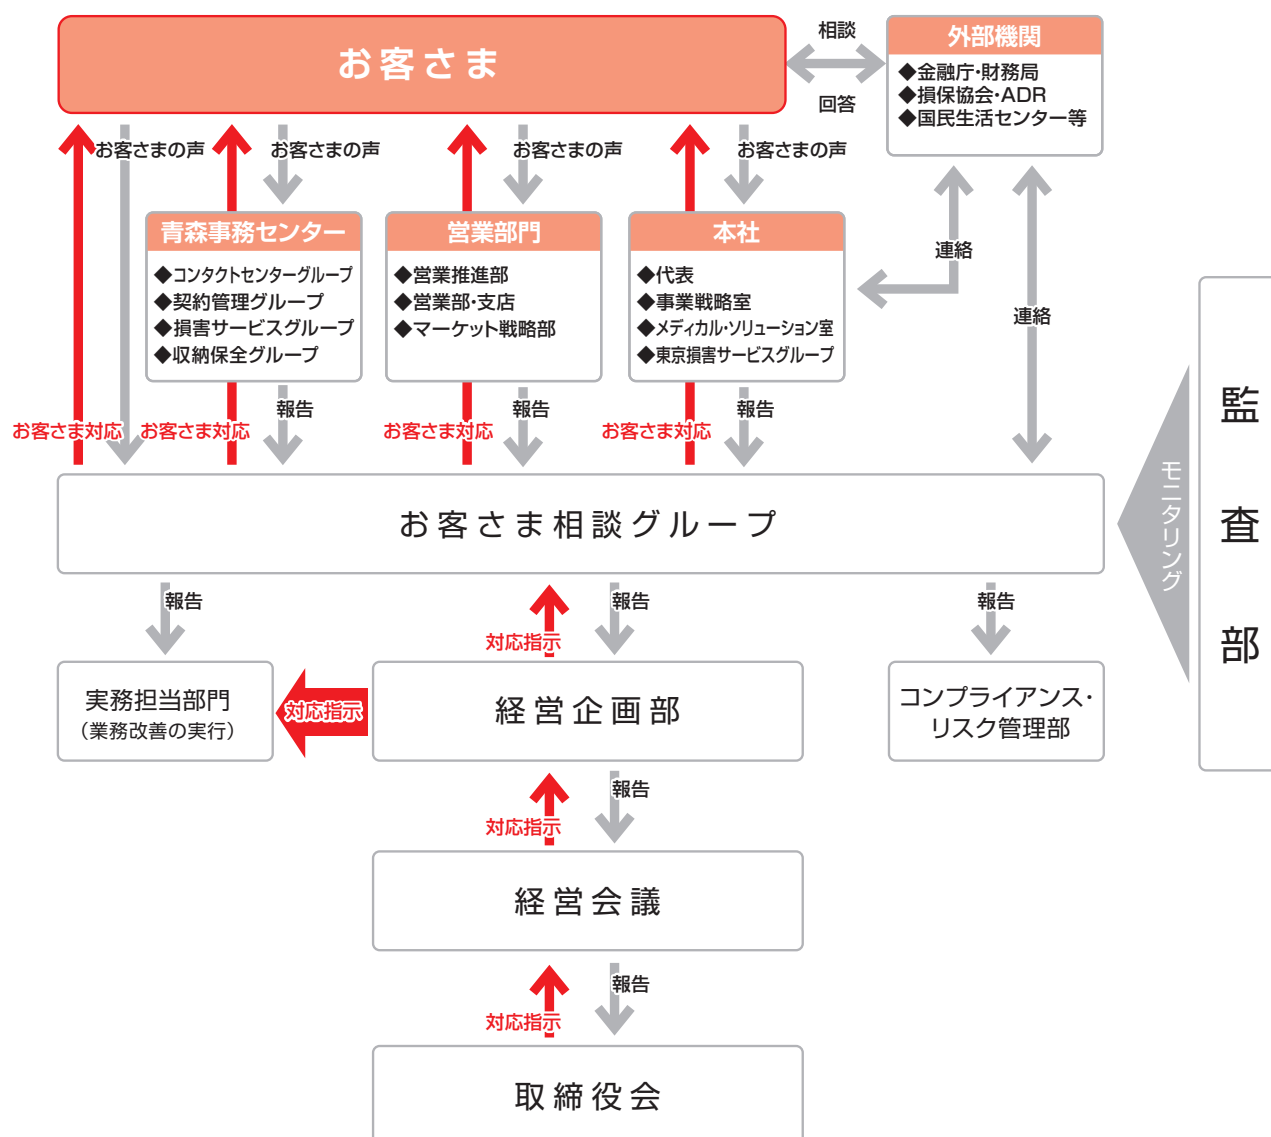 お客さま
相談
回答
外部機関
◆金融庁・財務局
◆損保協会・ADR
◆国民生活センター等
お客さまの声
お客さまの声
お客さまの声
お客さまの声
青森事務センター
◆コンタクトセンターグループ
◆契約管理グループ
◆損害サービスグループ
◆収納保全グループ
営業部門
◆営業推進部
◆営業部・支店
◆マーケット戦略部
本社
◆代表
◆事業戦略室
◆メディカル・ソリューション室
◆東京損害サービスグループ
連絡
連絡
報告
報告
報告
お客さま対応
お客さま対応
お客さま対応
お客さま対応
お客さま相談グループ
モニタリング
監査部
報告
対応指示
報告
報告
実務担当部門
（業務改善の実行）
対応指示
経営企画部
コンプライアンス・
リスク管理部
対応指示
報告
経営会議
対応指示
報告
取締役会